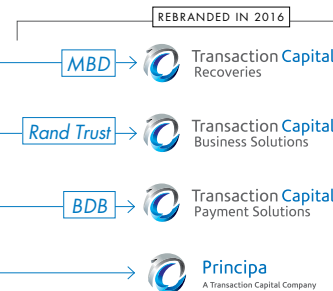 REBRANDED IN 2016
MBD
Transaction Capital
Recoveries
Rand Trust
Transaction Capital
Business Solutions
BDB
Transaction Capital
Payment Solutions
Principa
A Transaction Capital Company